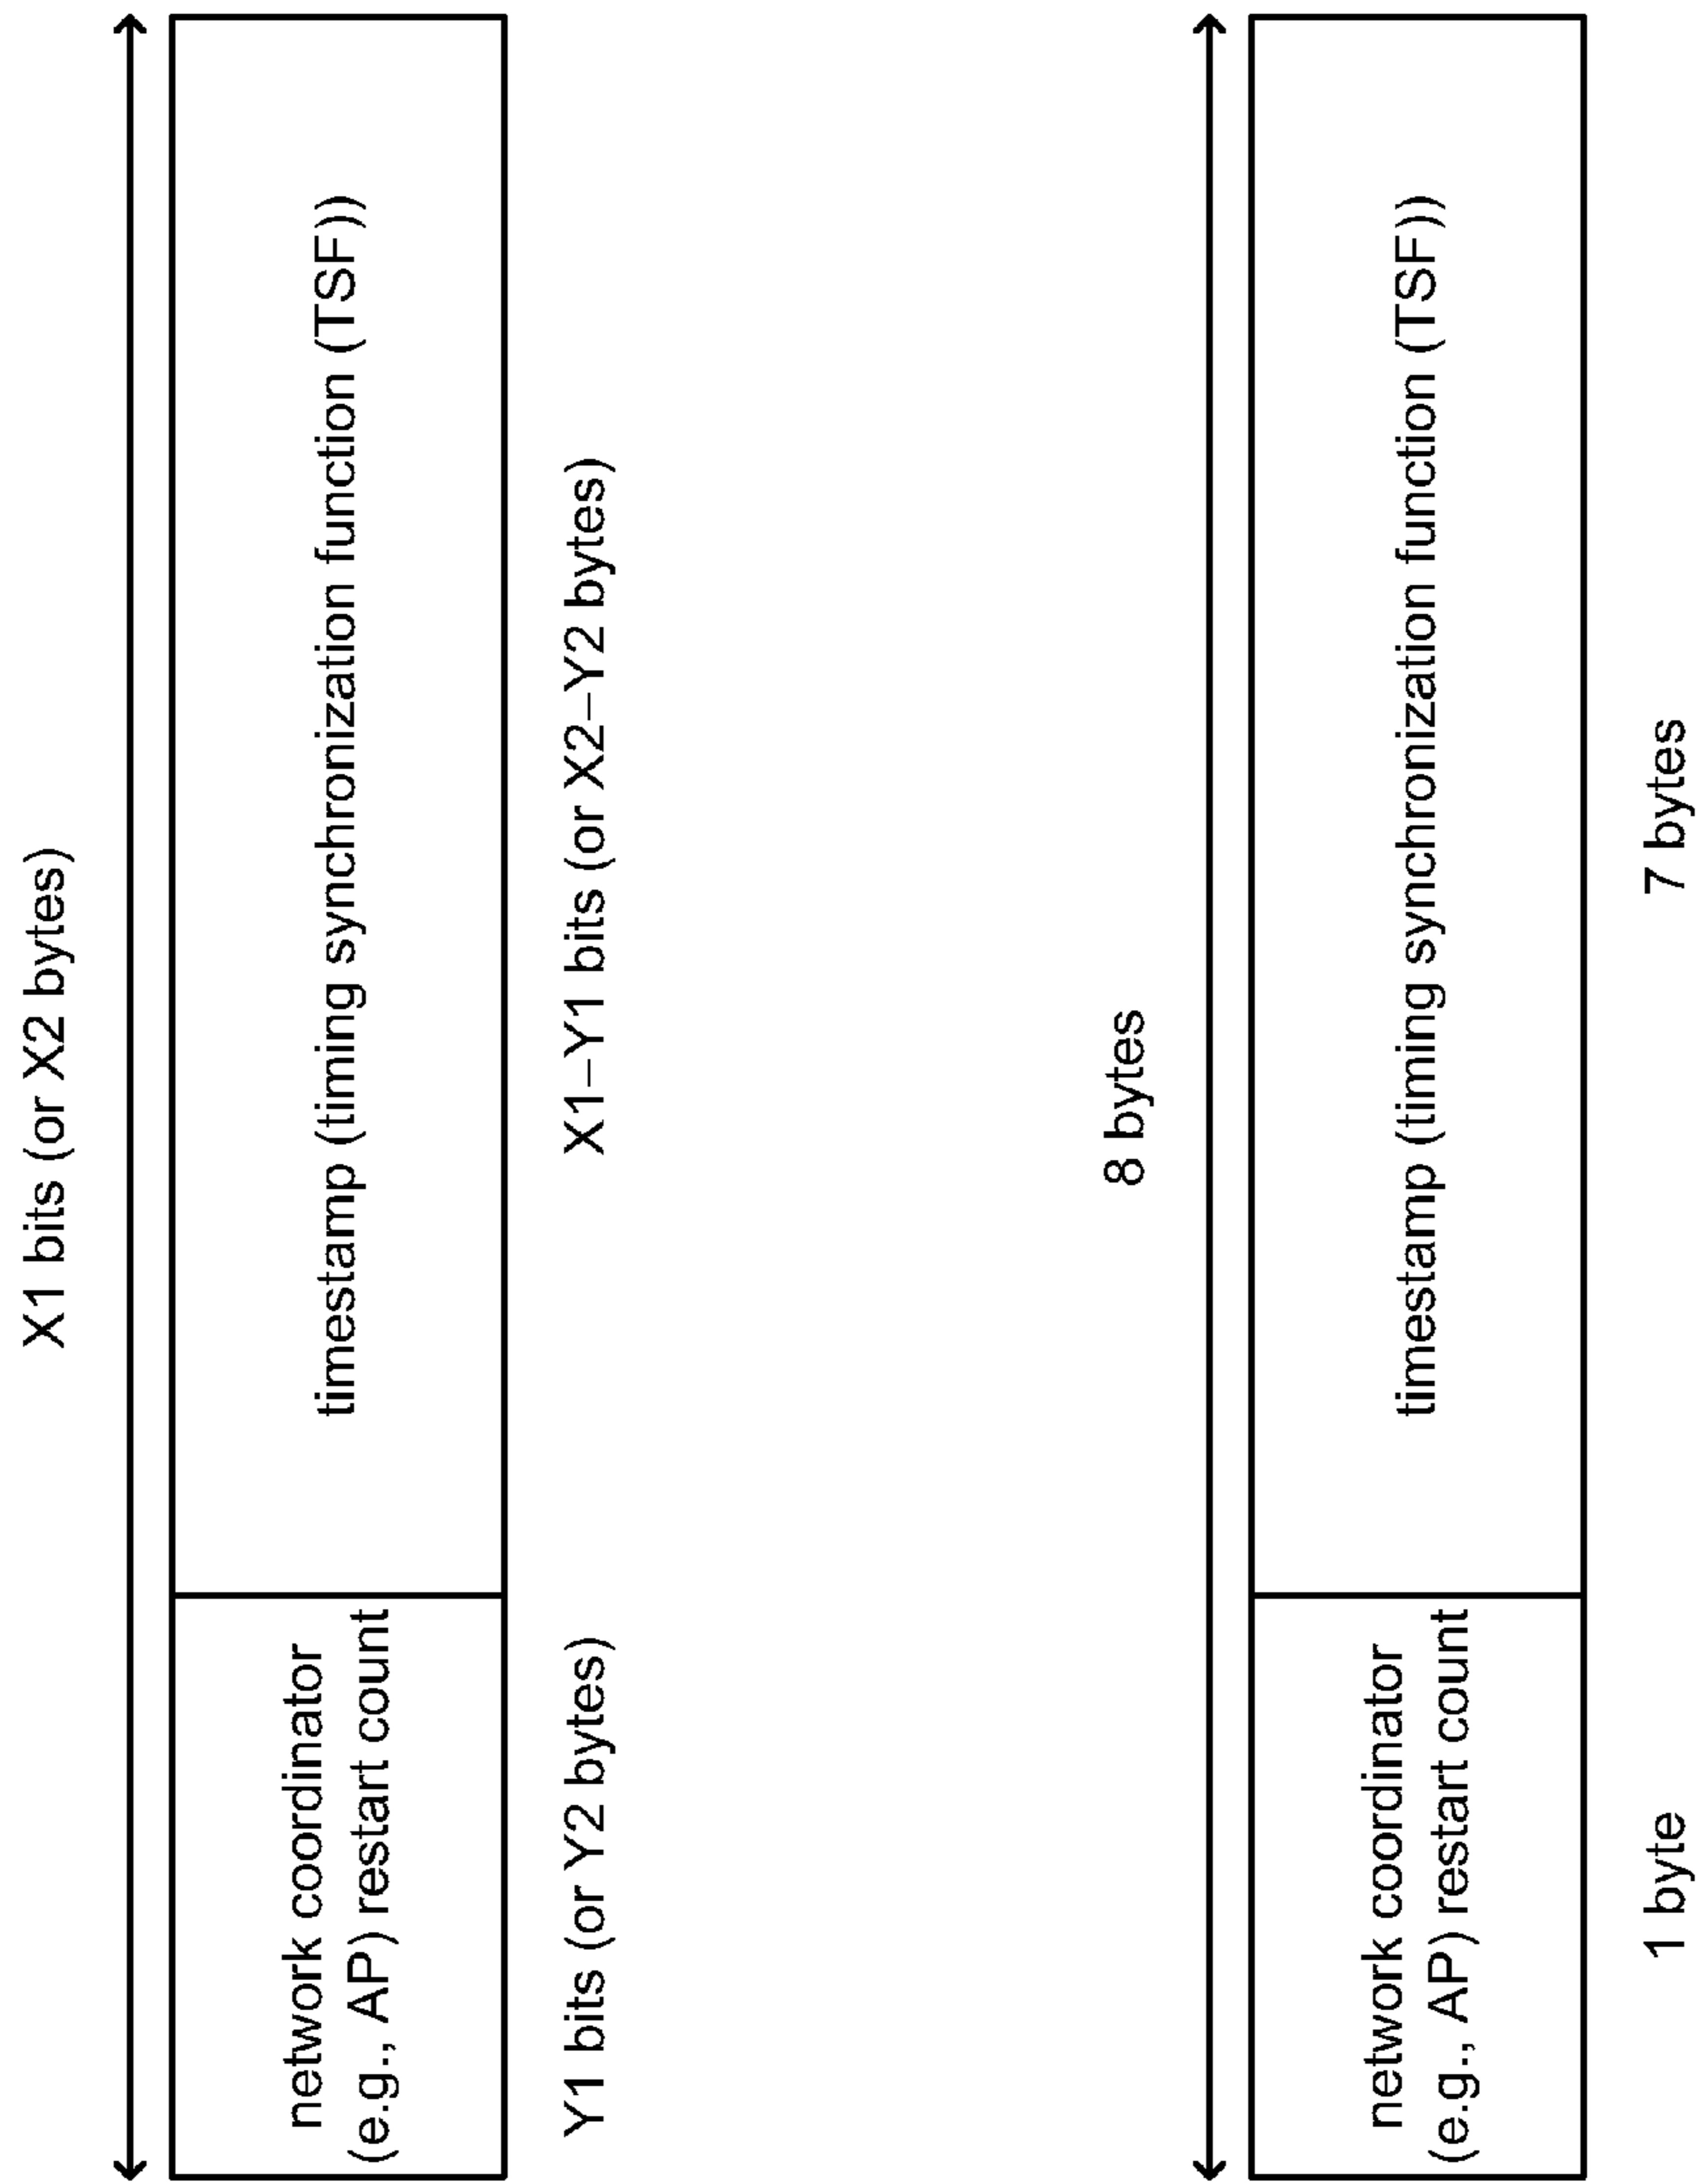 X1 bits (or X2 bytes)
network coordinator
(e.g., AP) restart count
timestamp (timing synchronization function (TSF))
Y1 bits (or Y2 bytes)
X1–Y1 bits (or X2–Y2 bytes)
8 bytes
network coordinator
(e.g., AP) restart count
timestamp (timing synchronization function (TSF))
1 byte
7 bytes